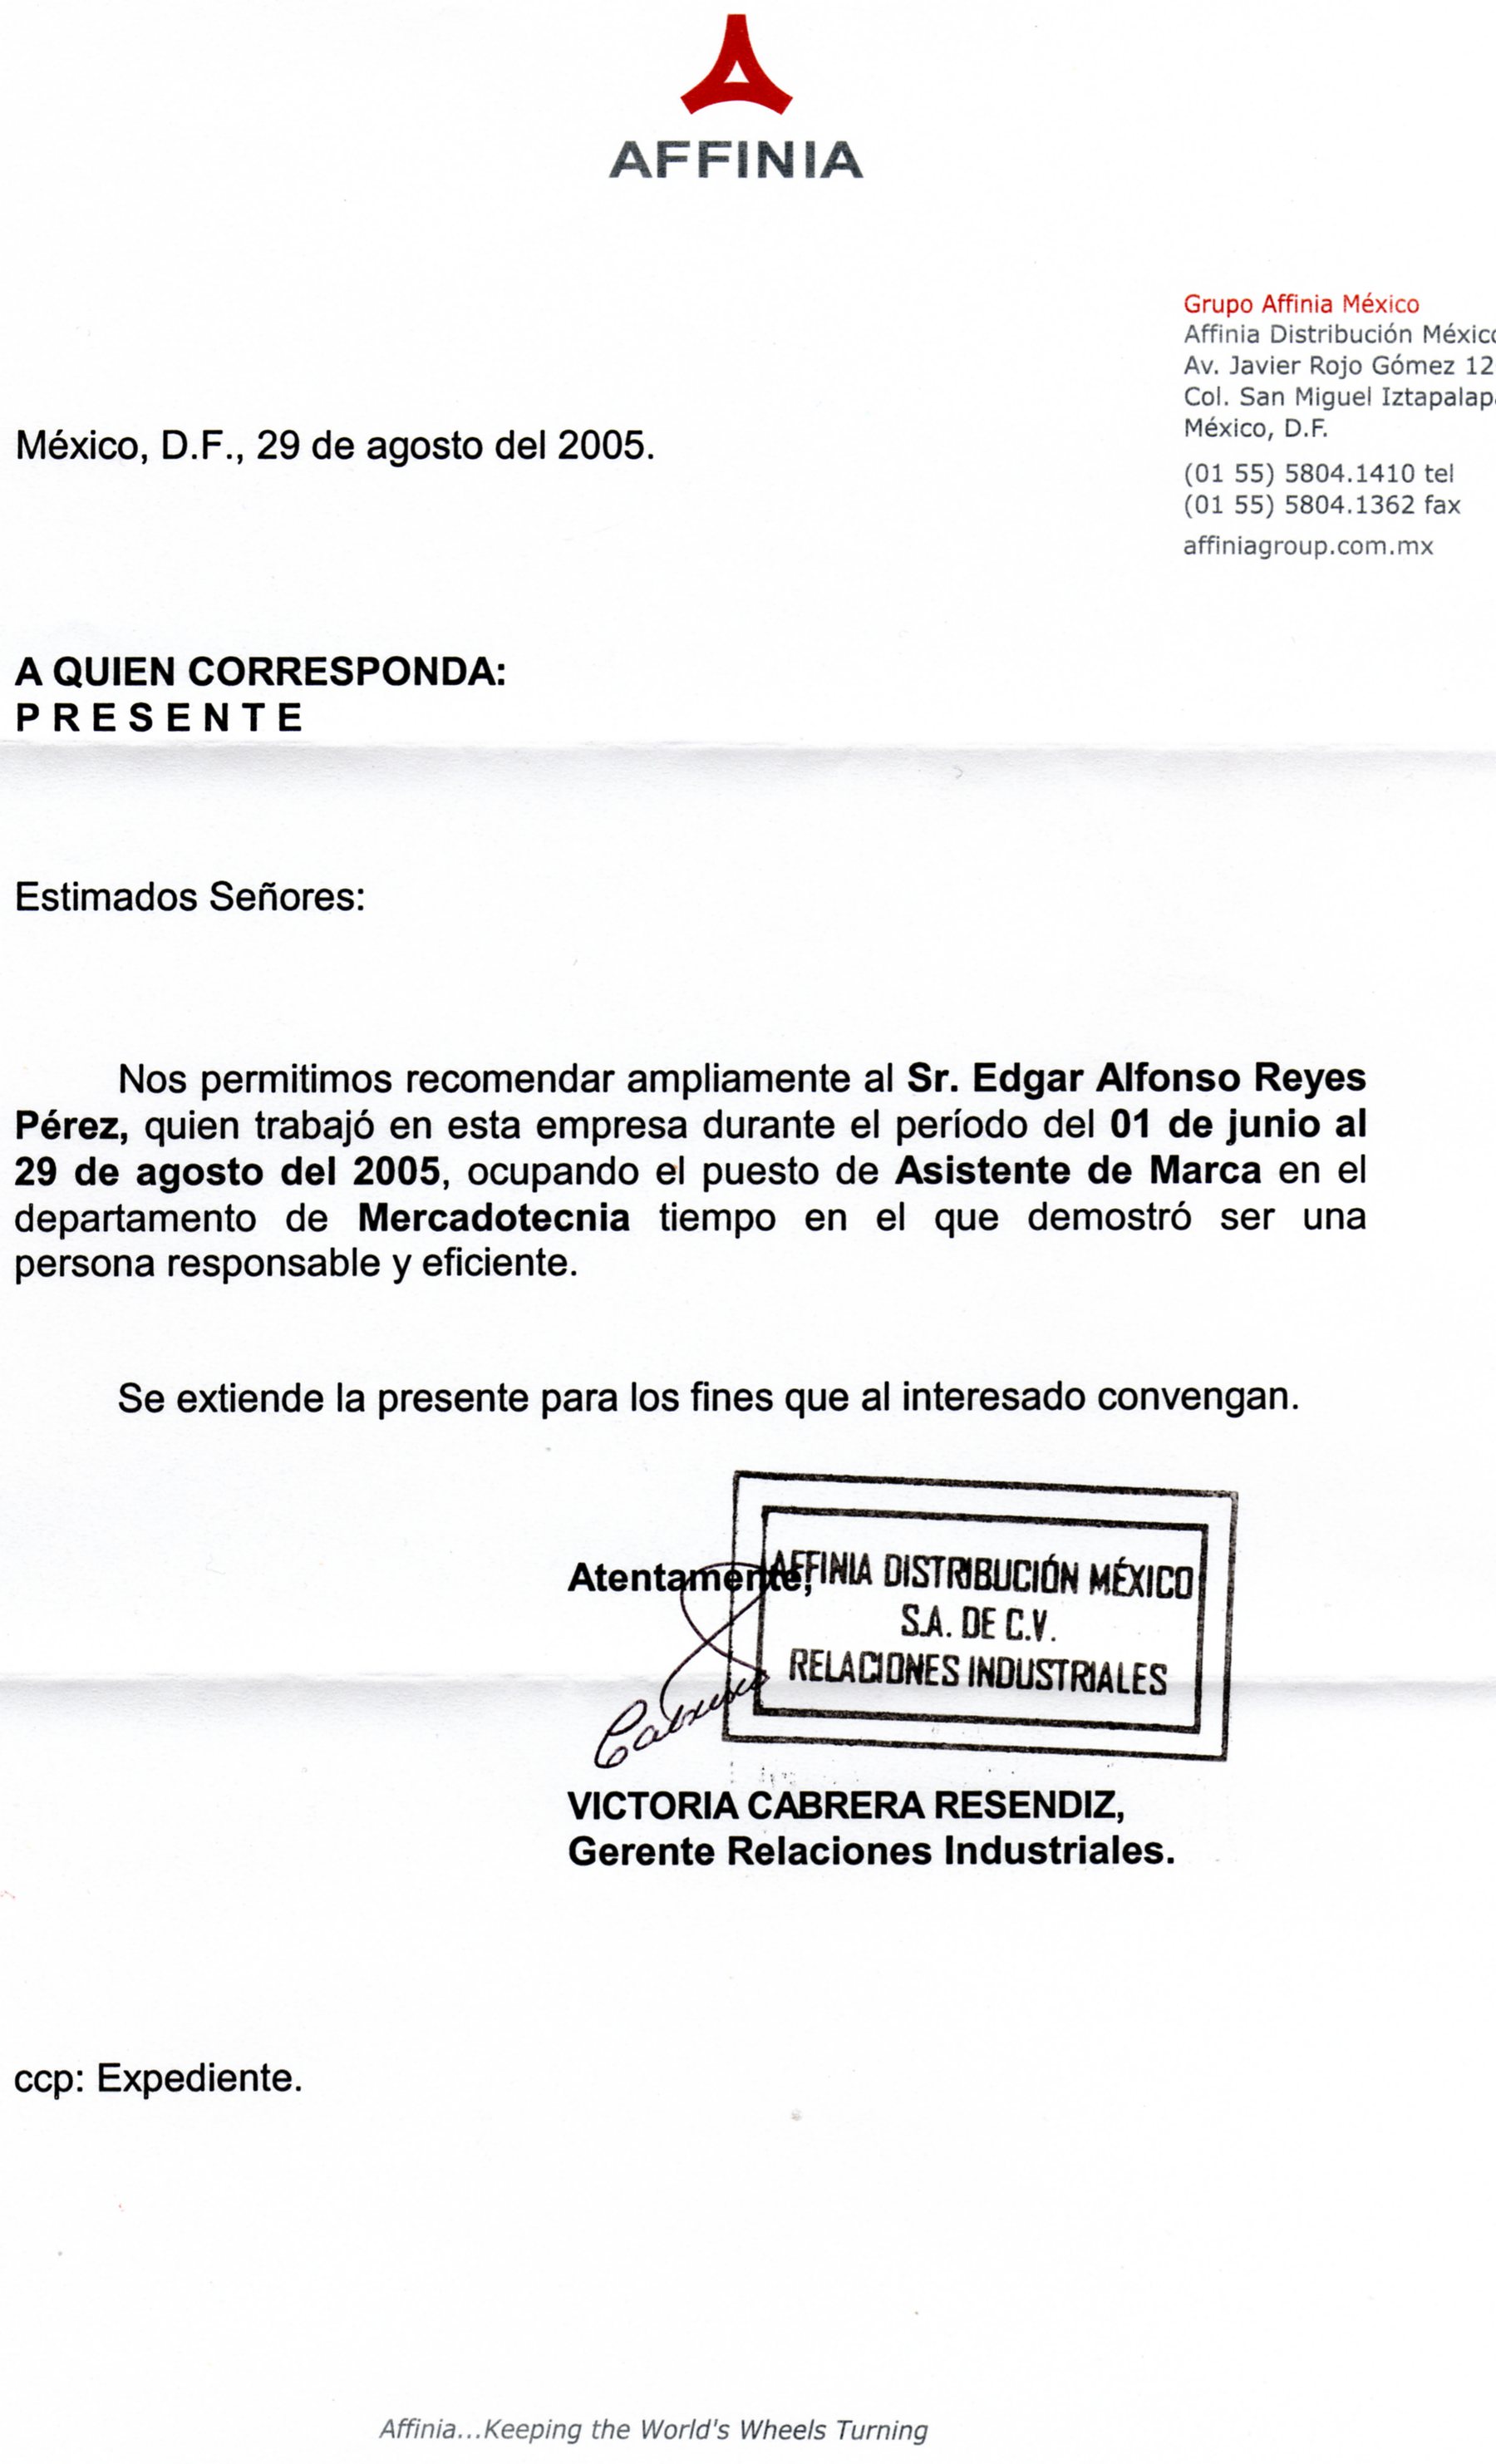 AFFINIA
Grupo Affinia México
Affinia Distribución México
Av. Javier Rojo Gómez 12
Col. San Miguel Iztapalapa
México, D.F.
(01 55) 5804.1410 tel
(01 55) 5804.1362 fax
affiniagroup.com.mx
México, D.F., 29 de agosto del 2005.
A QUIEN CORRESPONDA:
P R E S E N T E
Estimados Señores:
Nos permitimos recomendar ampliamente al Sr. Edgar Alfonso Reyes
Pérez, quien trabajó en esta empresa durante el período del 01 de junio al
29 de agosto del 2005, ocupando el puesto de Asistente de Marca en el
departamento de Mercadotecnia tiempo en el que demostró ser una
persona responsable y eficiente.
Se extiende la presente para los fines que al interesado convengan.
Atentamente,
AFFINIA DISTRIBUCIÓN MÉXICO
S.A. DE C.V.
RELACIONES INDUSTRIALES
Cabrera
VICTORIA CABRERA RESENDIZ,
Gerente Relaciones Industriales.
ccp: Expediente.
Affinia...Keeping the World's Wheels Turning